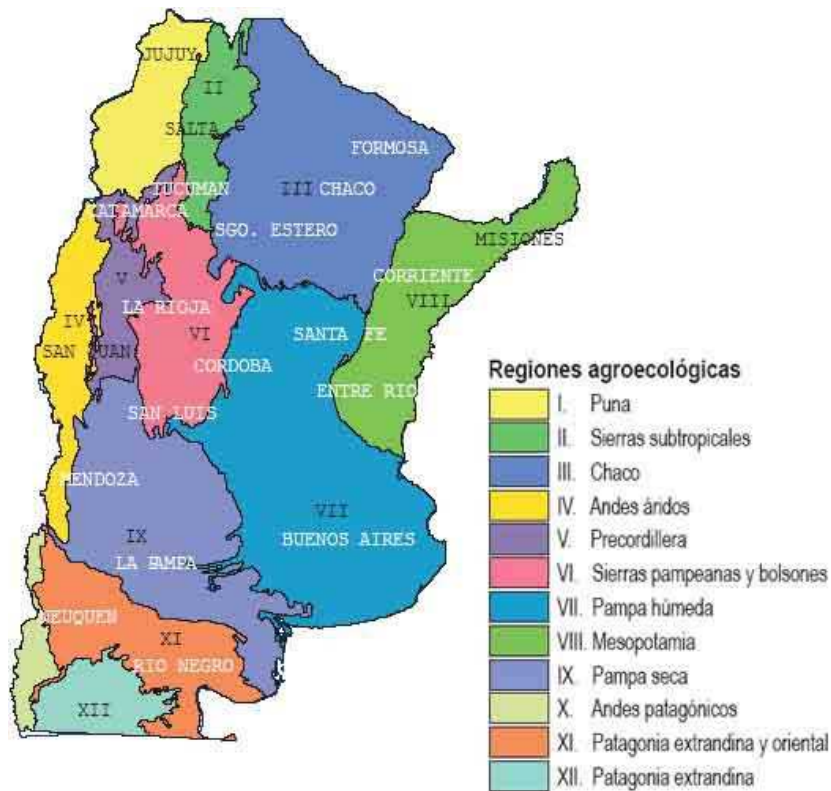 JUJUY
II
SALTA
FORMOSA
TUCUMAN
III CHACO
CATAMARCA
SGO. ESTERO
MISIONES
CORRIENTE
V
VIII
LA RIOJA
IV
VI
SANTA FE
SAN JUAN
CORDOBA
ENTRE RIO
SAN LUIS
MENDOZA
VII
IX
BUENOS AIRES
LA PAMPA
NEUQUEN
XI
RIO NEGRO
XII
Regiones agroecológicas
I. Puna
II. Sierras subtropicales
III. Chaco
IV. Andes áridos
V. Precordillera
VI. Sierras pampeanas y bolsones
VII. Pampa húmeda
VIII. Mesopotamia
IX. Pampa seca
X. Andes patagónicos
XI. Patagonia extrandina y oriental
XII. Patagonia extrandina